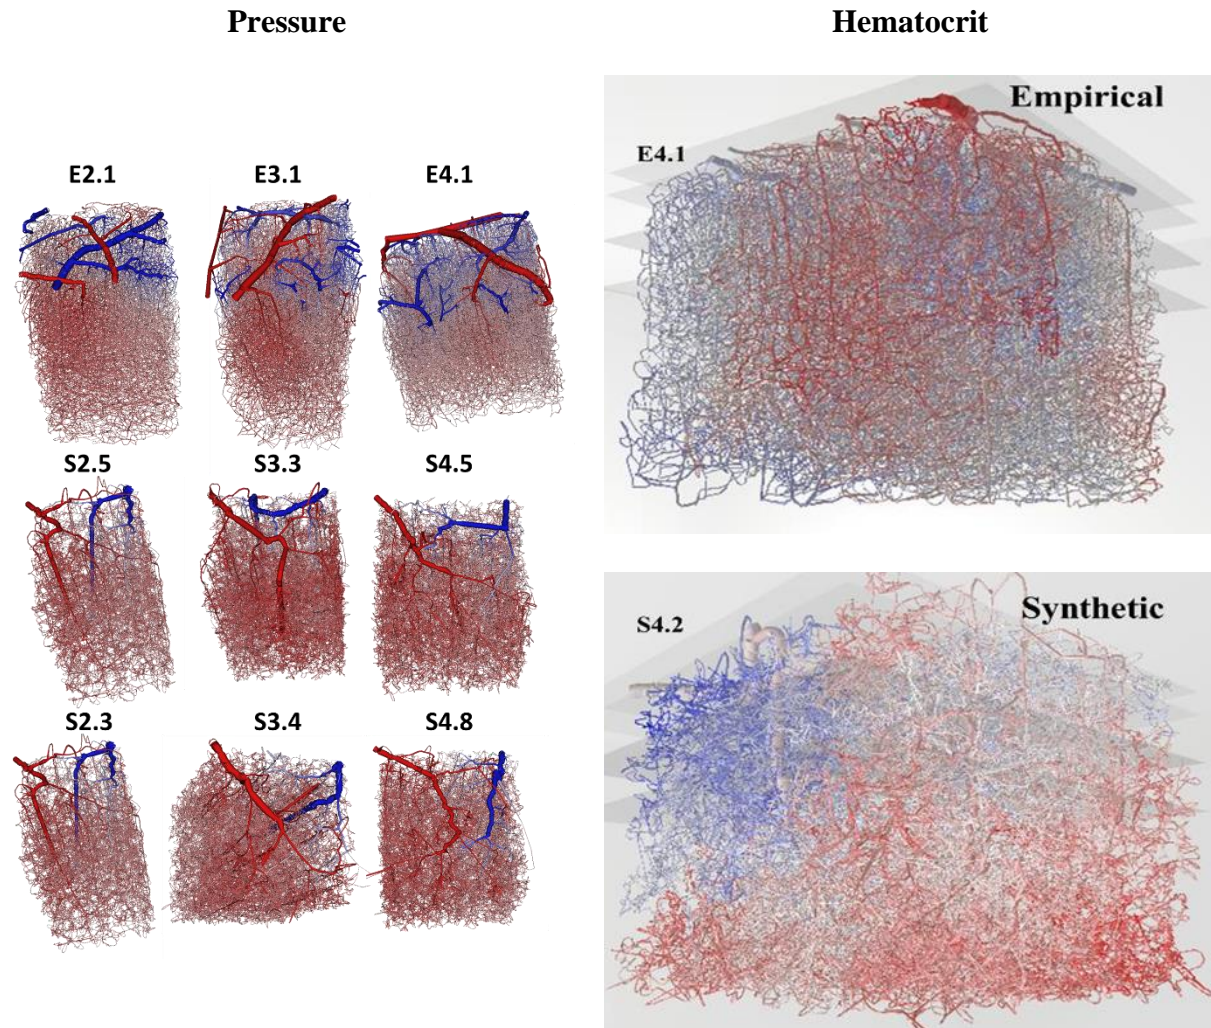 Pressure
Hematocrit
E2.1
E3.1
E4.1
S2.5
S3.3
S4.5
S2.3
S3.4
S4.8
Empirical
E4.1
Synthetic
S4.2